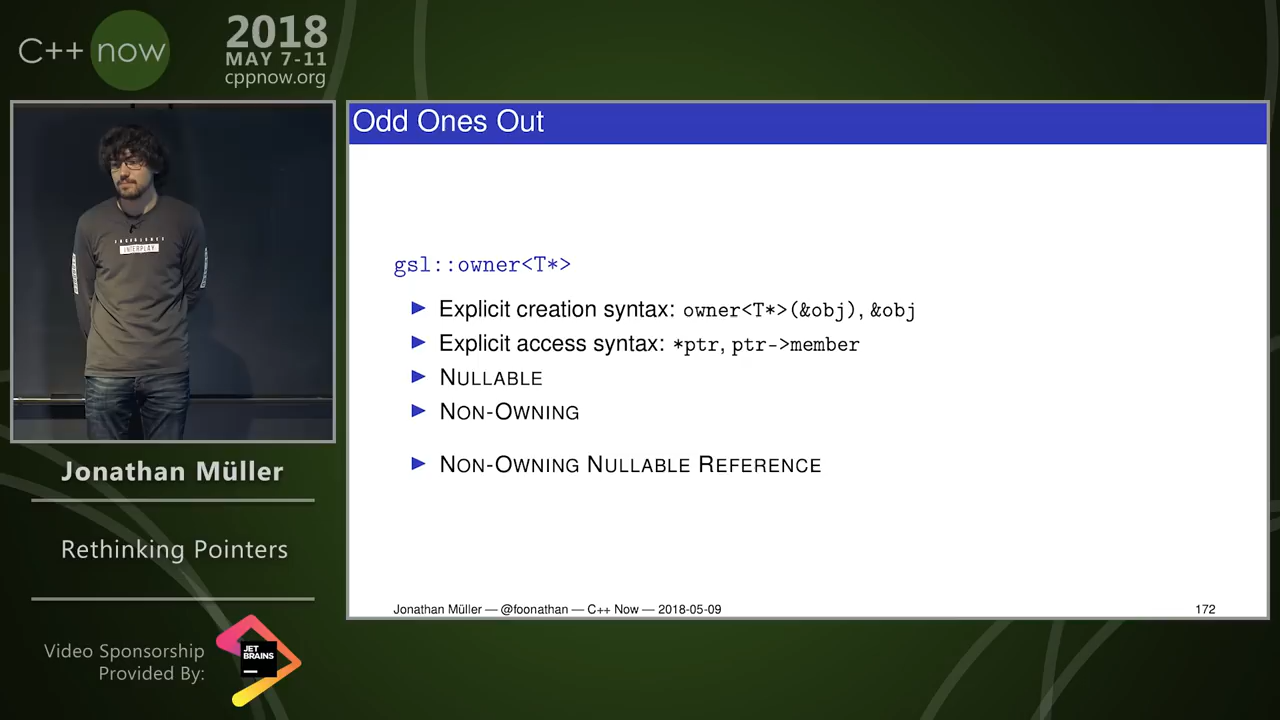 C++ now
2018
MAY 7-11
cppnow.org
Odd Ones Out
gsl::owner<T*>
Explicit creation syntax: owner<T*>(&obj), &obj
Explicit access syntax: *ptr, ptr->member
NULLABLE
NON-OWNING
NON-OWNING NULLABLE REFERENCE
Jonathan Müller — @foonathan — C++ Now — 2018-05-09
172
INTERPLAY
Jonathan Müller
Rethinking Pointers
Video Sponsorship
Provided By:
JET
BRAINS